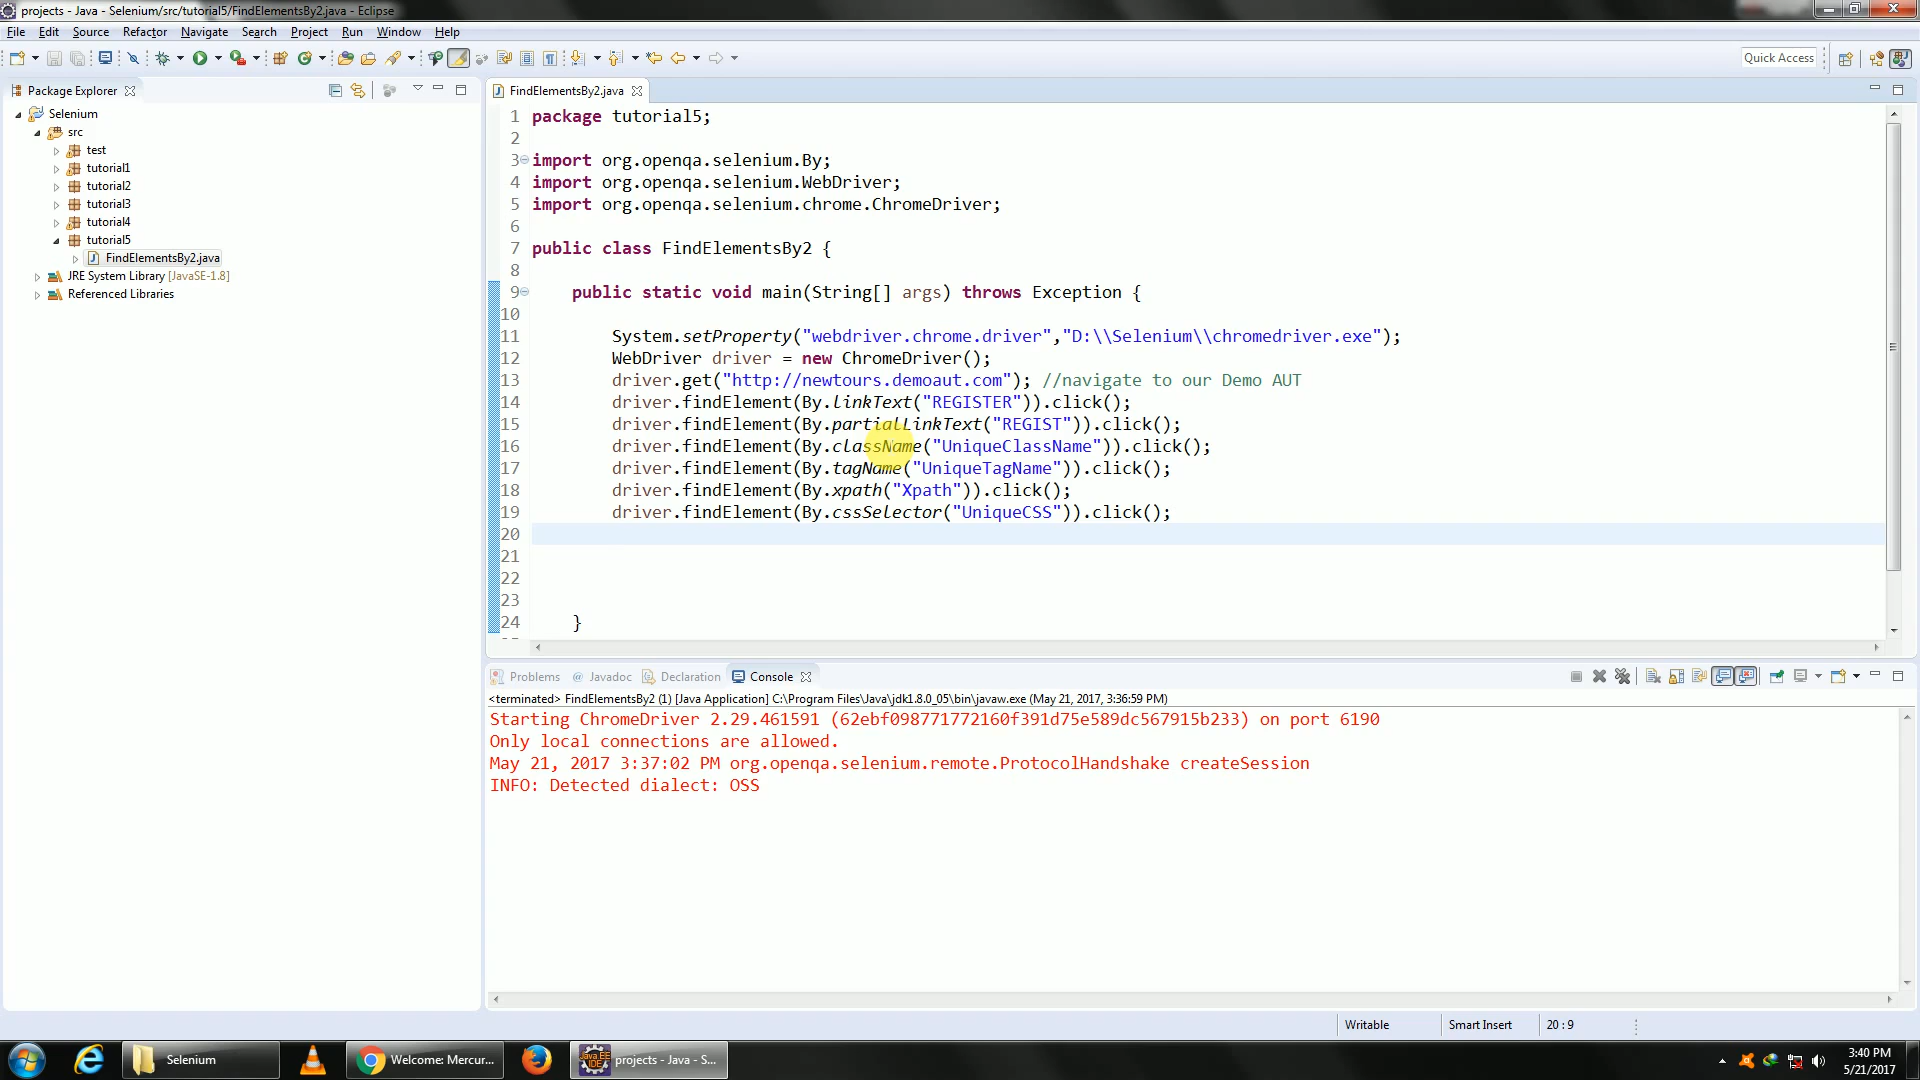 projects - Java - Selenium/src/tutorial5/FindElementsBy2.java - Eclipse
File Edit Source Refactor Navigate Search Project Run Window Help
Quick Access
Package Explorer
Selenium
src
test
tutorial1
tutorial2
tutorial3
tutorial4
tutorial5
FindElementsBy2.java
JRE System Library [JavaSE-1.8]
Referenced Libraries
FindElementsBy2.java
1 package tutorial5;
2
3 import org.openqa.selenium.By;
4 import org.openqa.selenium.WebDriver;
5 import org.openqa.selenium.chrome.ChromeDriver;
6
7 public class FindElementsBy2 {
8
9 public static void main(String[] args) throws Exception {
10
11 System.setProperty("webdriver.chrome.driver","D:\\Selenium\\chromedriver.exe");
12 WebDriver driver = new ChromeDriver();
13 driver.get("http://newtours.demoaut.com"); //navigate to our Demo AUT
14 driver.findElement(By.linkText("REGISTER")).click();
15 driver.findElement(By.partialLinkText("REGIST")).click();
16 driver.findElement(By.className("UniqueClassName")).click();
17 driver.findElement(By.tagName("UniqueTagName")).click();
18 driver.findElement(By.xpath("Xpath")).click();
19 driver.findElement(By.cssSelector("UniqueCSS")).click();
20
21
22
23
24 }
Problems @ Javadoc Declaration Console
<terminated> FindElementsBy2 (1) [Java Application] C:\Program Files\Java\jdk1.8.0_05\bin\javaw.exe (May 21, 2017, 3:36:59 PM)
Starting ChromeDriver 2.29.461591 (62ebf098771772160f391d75e589dc567915b233) on port 6190
Only local connections are allowed.
May 21, 2017 3:37:02 PM org.openqa.selenium.remote.ProtocolHandshake createSession
INFO: Detected dialect: OSS
Writable Smart Insert 20 : 9
Selenium
Welcome: Mercur...
Java EE IDE
projects - Java - S...
3:40 PM
5/21/2017